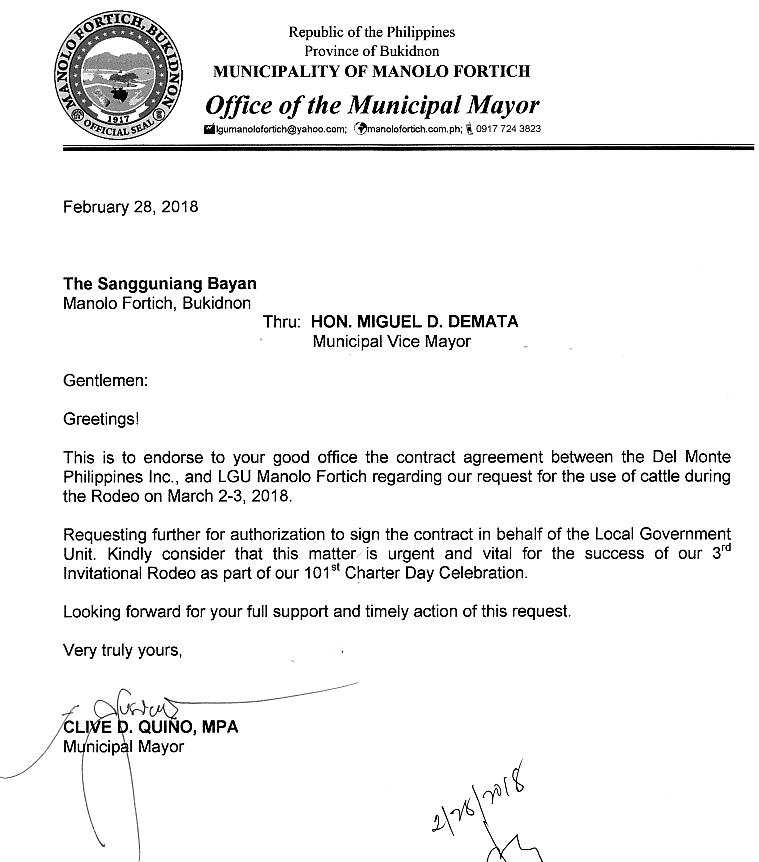 MANOLO FORTICH, BUKIDNON
1917
OFFICIAL SEAL
Republic of the Philippines
Province of Bukidnon
MUNICIPALITY OF MANOLO FORTICH
Office of the Municipal Mayor
lgumanolofortich@yahoo.com; manolofortich.com.ph; 0917 724 3823
February 28, 2018
The Sangguniang Bayan
Manolo Fortich, Bukidnon
Thru: HON. MIGUEL D. DEMATA
Municipal Vice Mayor
Gentlemen:
Greetings!
This is to endorse to your good office the contract agreement between the Del Monte
Philippines Inc., and LGU Manolo Fortich regarding our request for the use of cattle during
the Rodeo on March 2-3, 2018.
Requesting further for authorization to sign the contract in behalf of the Local Government
Unit. Kindly consider that this matter is urgent and vital for the success of our 3rd
Invitational Rodeo as part of our 101st Charter Day Celebration.
Looking forward for your full support and timely action of this request.
Very truly yours,
CLIVE D. QUIÑO, MPA
Municipal Mayor
2/28/2018